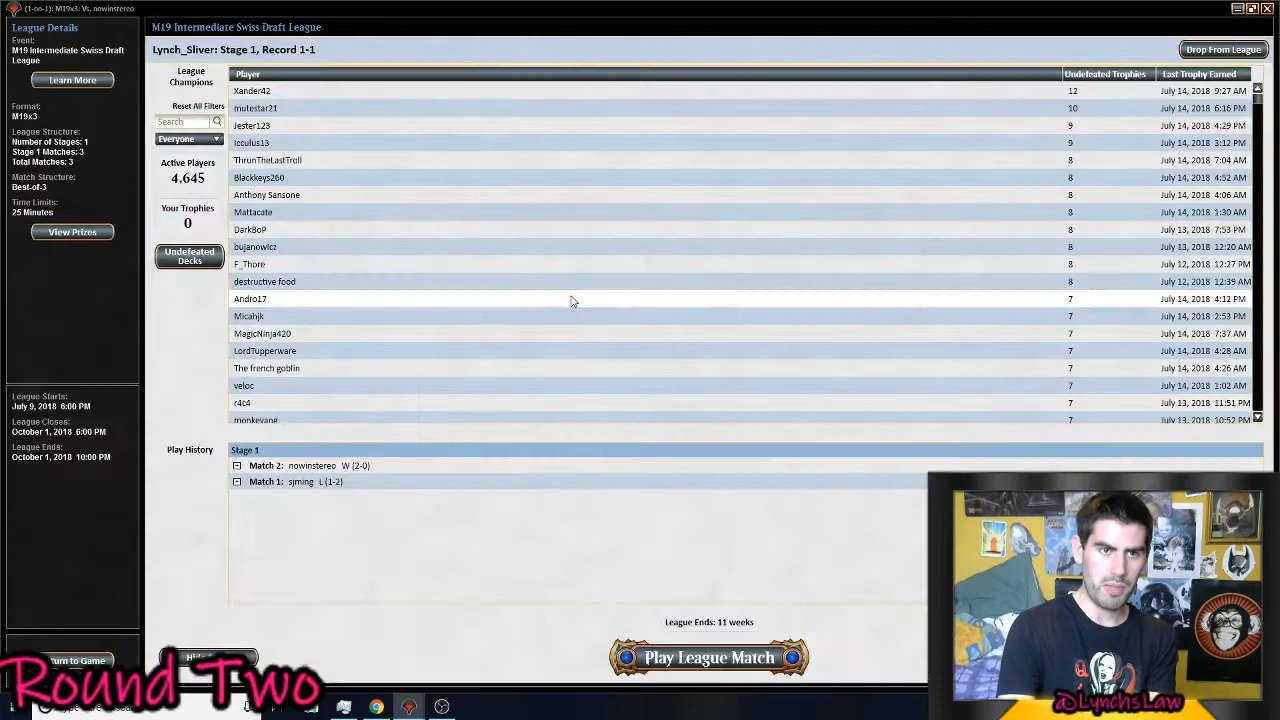 (1-on-1): M19x3: Vs. nowinstereo
League Details
Event:
M19 Intermediate Swiss Draft
League
Learn More
Format:
M19x3
League Structure:
Number of Stages: 1
Stage 1 Matches: 3
Total Matches: 3
Match Structure:
Best-of-3
Time Limits:
25 Minutes
View Prizes
League Starts:
July 9, 2018 6:00 PM
League Closes:
October 1, 2018 6:00 PM
League Ends:
October 1, 2018 10:00 PM
M19 Intermediate Swiss Draft League
Lynch_Sliver: Stage 1, Record 1-1
Drop From League
League
Champions
Reset All Filters
Search
Everyone
Active Players
4,645
Your Trophies
0
Undefeated
Decks
Player Undefeated Trophies Last Trophy Earned
Xander42 12 July 14, 2018 9:27 AM
mutestar21 10 July 14, 2018 6:16 PM
Jester123 9 July 14, 2018 4:29 PM
Icculus13 9 July 14, 2018 3:12 PM
ThrunTheLastTroll 8 July 14, 2018 7:04 AM
Blackkeys260 8 July 14, 2018 4:52 AM
Anthony Sansone 8 July 14, 2018 4:06 AM
Mattacate 8 July 14, 2018 1:30 AM
DarkBoP 8 July 13, 2018 7:53 PM
bujanowicz 8 July 13, 2018 12:20 AM
F_Thore 8 July 12, 2018 12:27 PM
destructive food 8 July 12, 2018 12:39 AM
Andro17 7 July 14, 2018 4:12 PM
Micahjk 7 July 14, 2018 2:53 PM
MagicNinja420 7 July 14, 2018 7:37 AM
LordTupperware 7 July 14, 2018 4:28 AM
The french goblin 7 July 14, 2018 4:26 AM
veloc 7 July 14, 2018 1:02 AM
r4c4 7 July 13, 2018 11:51 PM
monkeyang 7 July 13, 2018 10:52 PM
Play History
Stage 1
Match 2: nowinstereo W (2-0)
Match 1: sjming L (1-2)
League Ends: 11 weeks
Play League Match
turn to Game
Round Two
@LynchsLaw